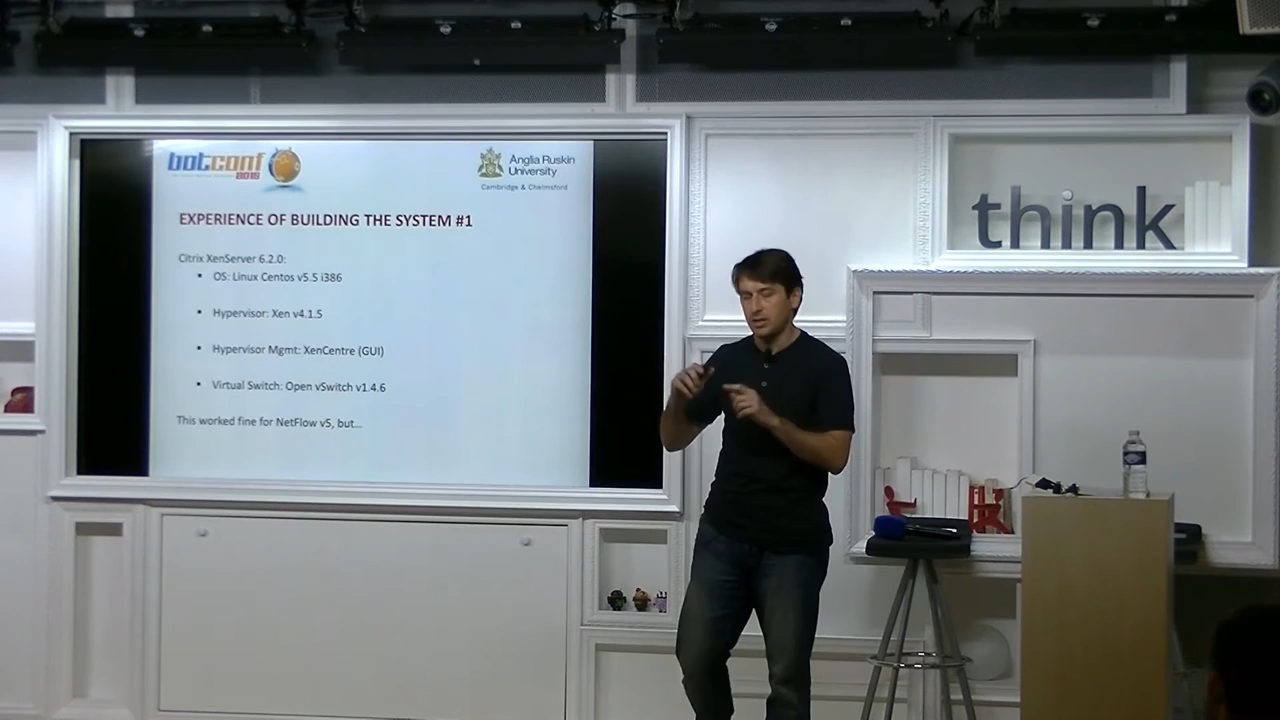 botconf
2015
Anglia Ruskin
University
Cambridge & Chelmsford
EXPERIENCE OF BUILDING THE SYSTEM #1
Citrix XenServer 6.2.0:
• OS: Linux Centos v5.5 i386
• Hypervisor: Xen v4.1.5
• Hypervisor Mgmt: XenCentre (GUI)
• Virtual Switch: Open vSwitch v1.4.6
This worked fine for NetFlow v5, but...
think